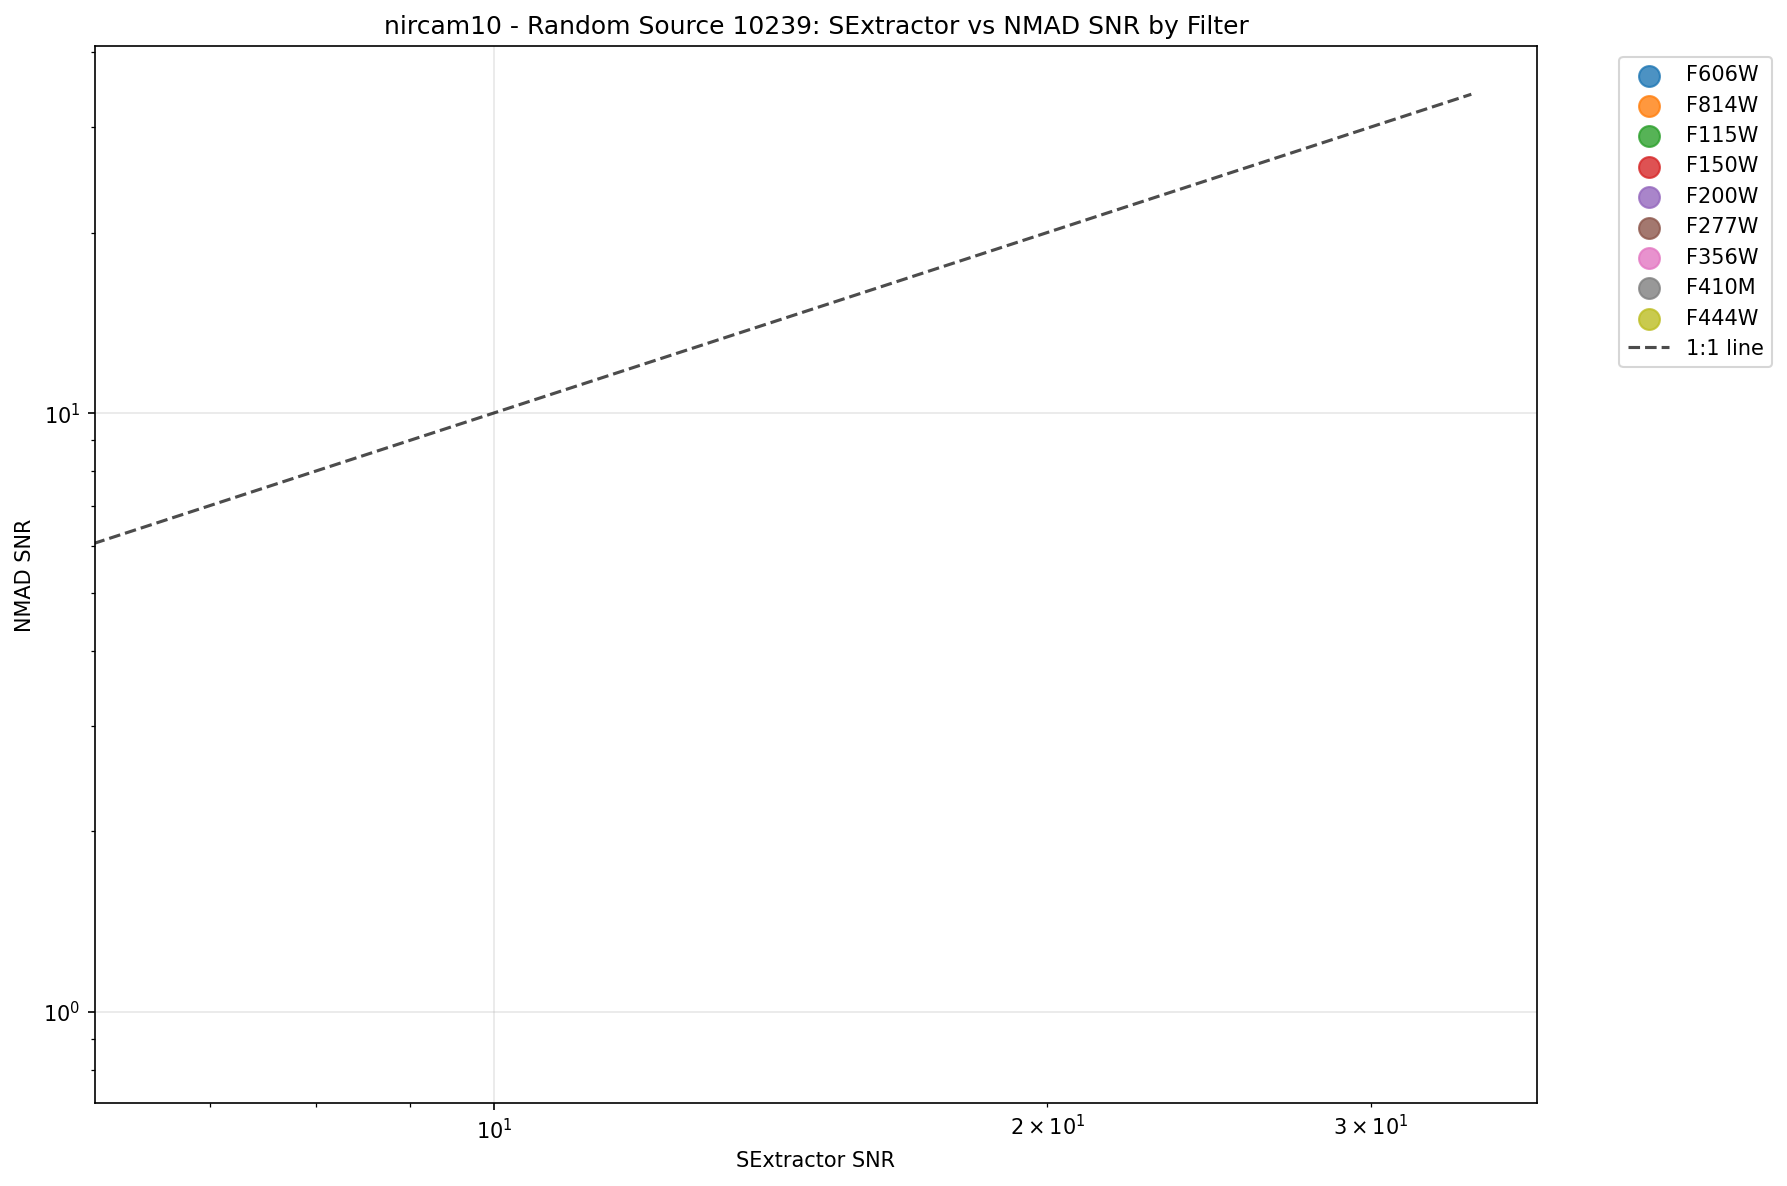 nircam10 - Random Source 10239: SExtractor vs NMAD SNR by Filter
F606W
F814W
F115W
F150W
F200W
F277W
F356W
F410M
F444W
1:1 line
NMAD SNR
10¹
10⁰
10¹
2 × 10¹
3 × 10¹
SExtractor SNR